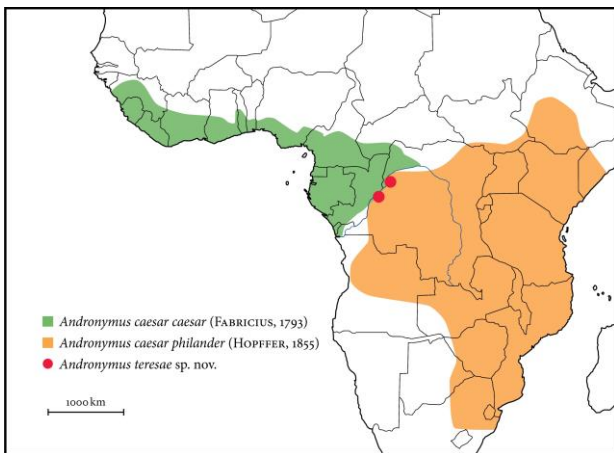 Andronymus caesar caesar (FABRICIUS, 1793)
Andronymus caesar philander (HOPFFER, 1855)
Andronymus teresae sp. nov.
1000 km